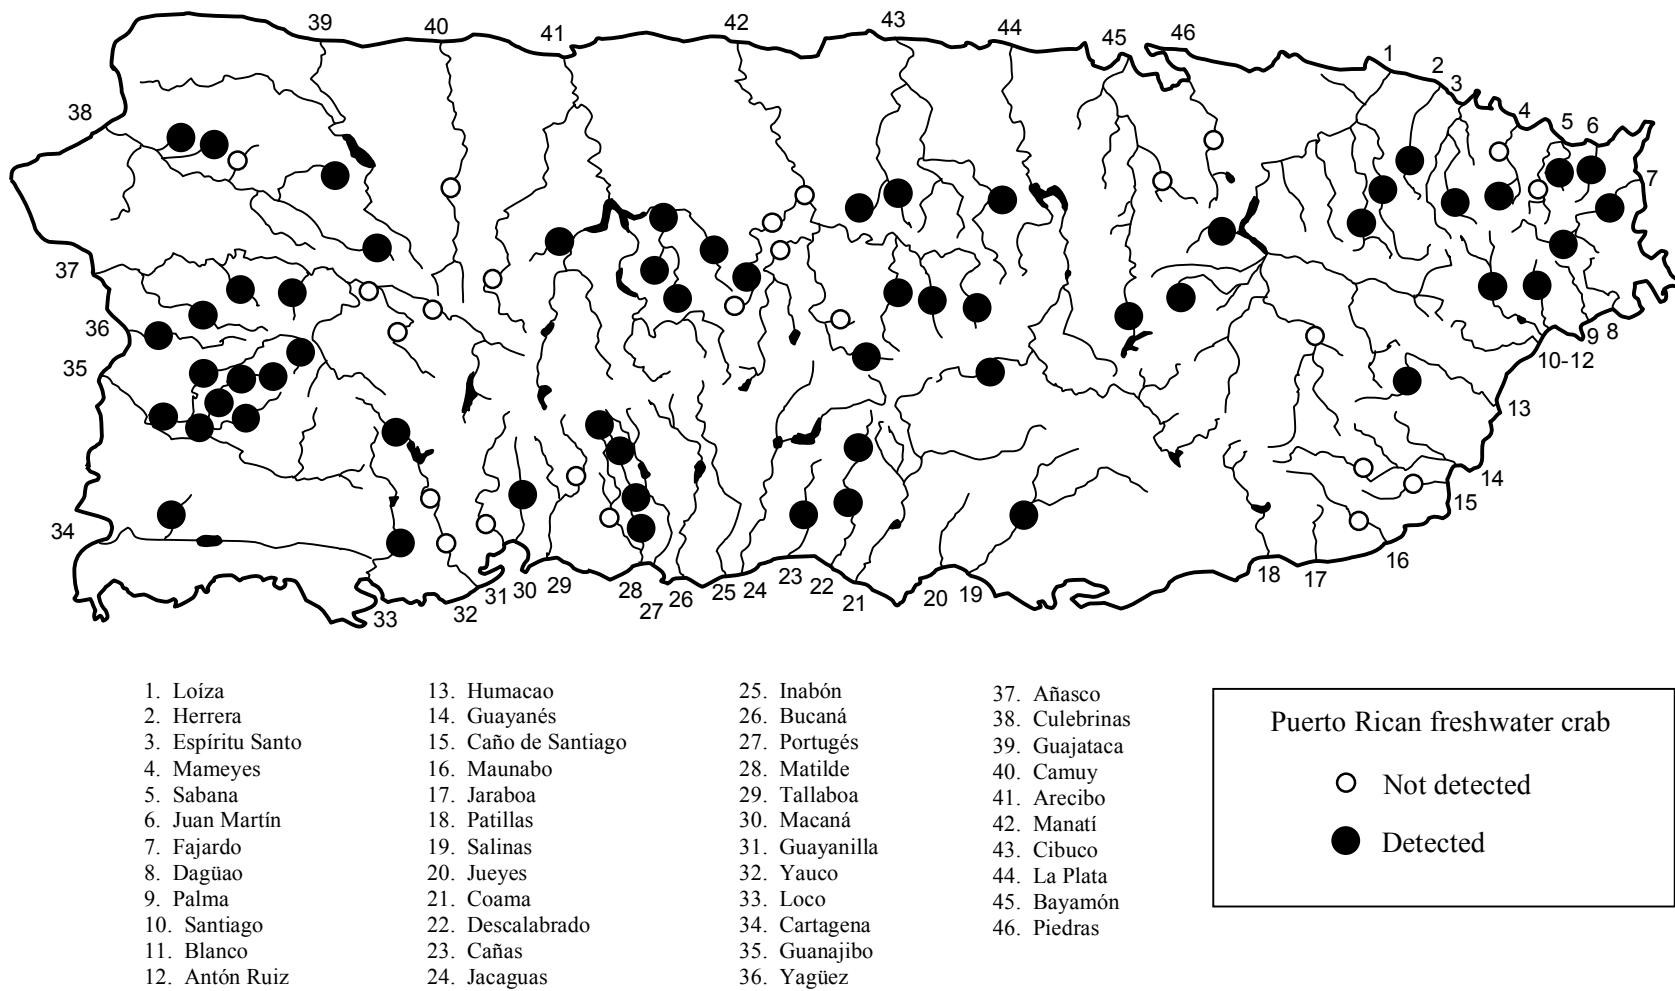 39
40
41
42
43
44
45
46
1
2
3
4
5
6
7
38
37
36
35
34
8
9
10-12
13
14
15
16
17
18
19
20
21
22
23
24
25
26
27
28
29
30
31
32
33
1. Loíza
2. Herrera
3. Espíritu Santo
4. Mameyes
5. Sabana
6. Juan Martín
7. Fajardo
8. Dagüao
9. Palma
10. Santiago
11. Blanco
12. Antón Ruiz
13. Humacao
14. Guayanés
15. Caño de Santiago
16. Maunabo
17. Jaraboa
18. Patillas
19. Salinas
20. Jueyes
21. Coama
22. Descalabrado
23. Cañas
24. Jacaguas
25. Inabón
26. Bucaná
27. Portugés
28. Matilde
29. Tallaboa
30. Macaná
31. Guayanilla
32. Yauco
33. Loco
34. Cartagena
35. Guanajibo
36. Yagüez
37. Añasco
38. Culebrinas
39. Guajataca
40. Camuy
41. Arecibo
42. Manatí
43. Cibuco
44. La Plata
45. Bayamón
46. Piedras
Puerto Rican freshwater crab
Not detected
Detected